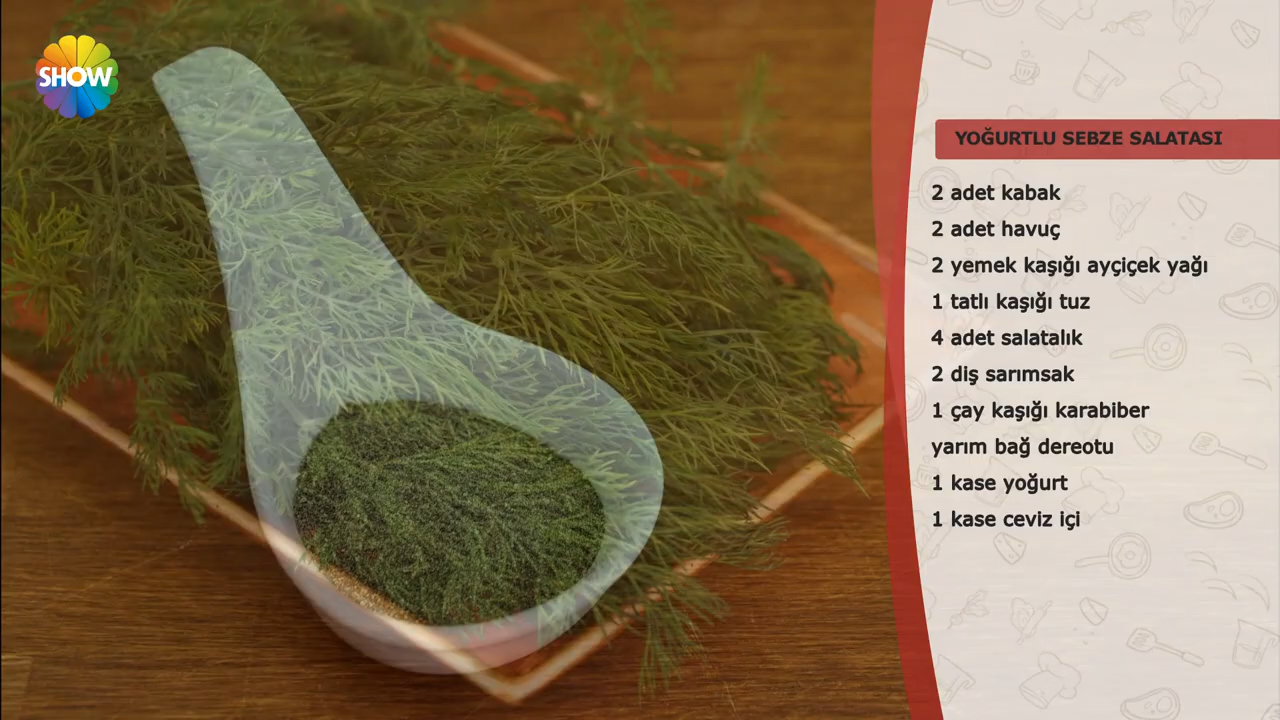 SHOW
YOĞURTLU SEBZE SALATASI
2 adet kabak
2 adet havuç
2 yemek kaşığı ayçiçek yağı
1 tatlı kaşığı tuz
4 adet salatalık
2 diş sarımsak
1 çay kaşığı karabiber
yarım bağ dereotu
1 kase yoğurt
1 kase ceviz içi